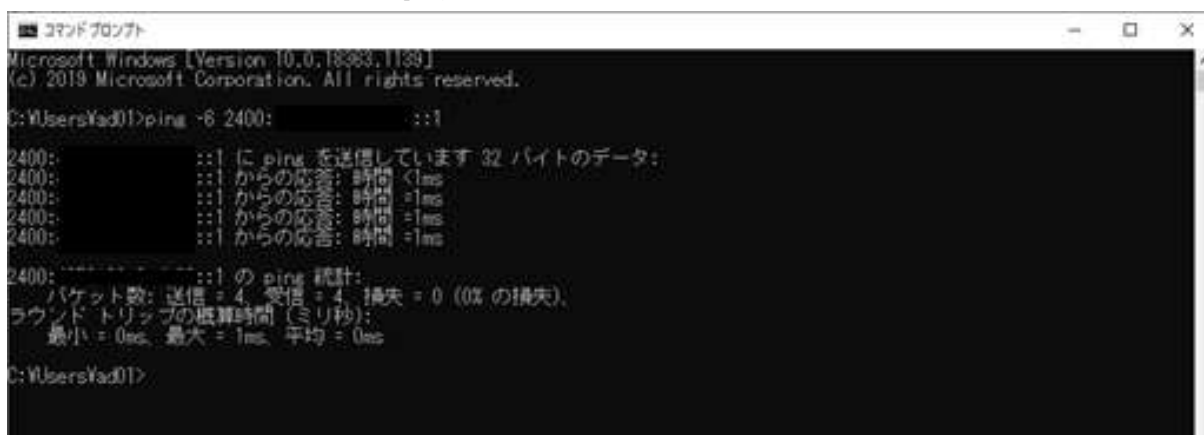 コマンド プロンプト
Microsoft Windows [Version 10.0.18363.1139]
(c) 2019 Microsoft Corporation. All rights reserved.
C:¥Users¥ad01>ping -6 2400: ::1
2400: ::1 に ping を送信しています 32 バイトのデータ:
2400: ::1 からの応答: 時間 <1ms
2400: ::1 からの応答: 時間 =1ms
2400: ::1 からの応答: 時間 =1ms
2400: ::1 からの応答: 時間 =1ms
2400: ::1 の ping 統計:
パケット数: 送信 = 4、受信 = 4、損失 = 0 (0% の損失)、
ラウンド トリップの概算時間 (ミリ秒):
最小 = 0ms、最大 = 1ms、平均 = 0ms
C:¥Users¥ad01>